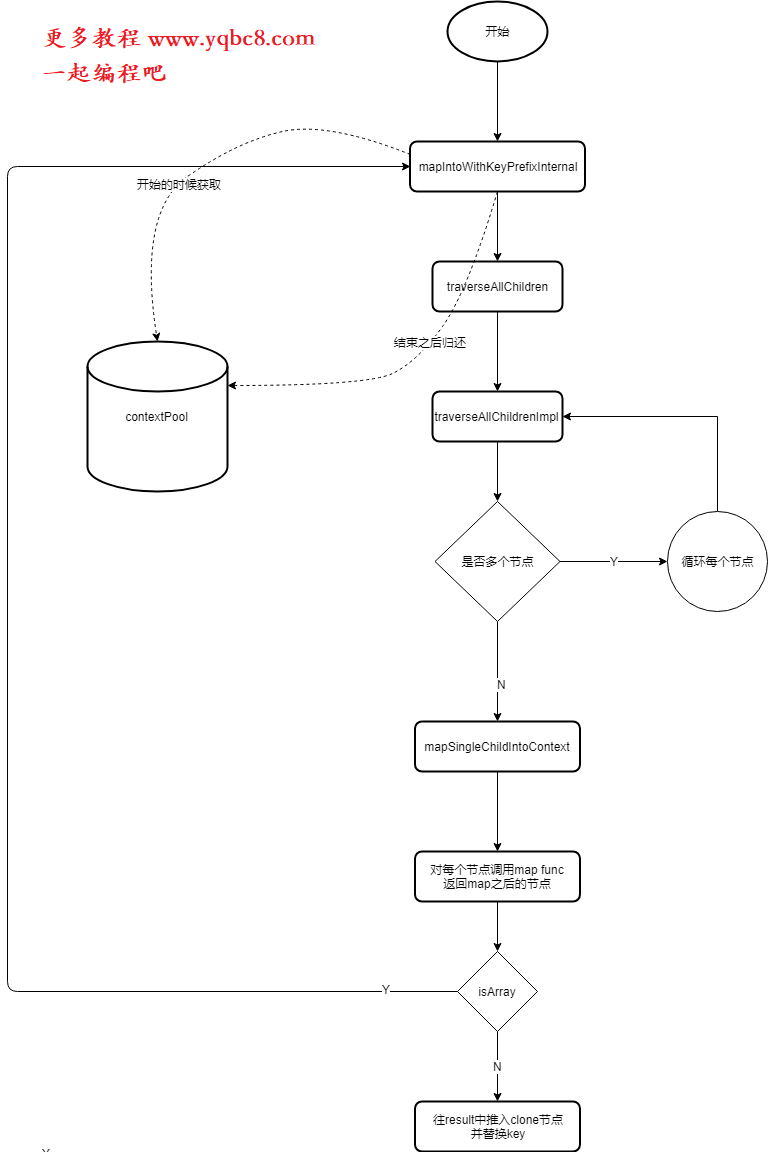 更多教程 www.yqbc8.com
一起编程吧
开始
mapIntoWithKeyPrefixInternal
开始的时候获取
traverseAllChildren
结束之后归还
contextPool
traverseAllChildrenImpl
是否多个节点
Y
循环每个节点
N
mapSingleChildIntoContext
对每个节点调用map func
返回map之后的节点
isArray
Y
N
往result中推入clone节点
并替换key